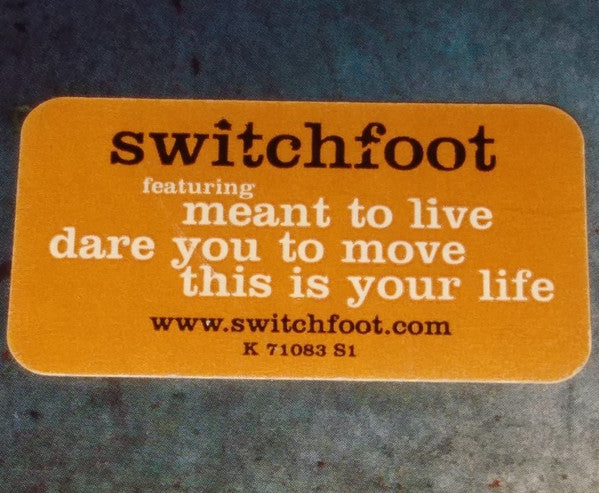 switchfoot
featuring
meant to live
dare you to move
this is your life
www.switchfoot.com
K 71083 S1